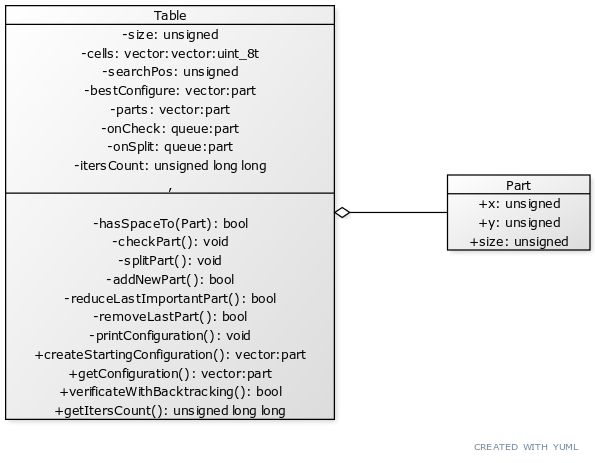 Table
-size: unsigned
-cells: vector:vector:uint_8t
-searchPos: unsigned
-bestConfigure: vector:part
-parts: vector:part
-onCheck: queue:part
-onSplit: queue:part
-itersCount: unsigned long long
,
-hasSpaceTo(Part): bool
-checkPart(): void
-splitPart(): void
-addNewPart(): bool
-reduceLastImportantPart(): bool
-removeLastPart(): bool
-printConfiguration(): void
+createStartingConfiguration(): vector:part
+getConfiguration(): vector:part
+verificateWithBacktracking(): bool
+getItersCount(): unsigned long long
Part
+x: unsigned
+y: unsigned
+size: unsigned
CREATED WITH YUML